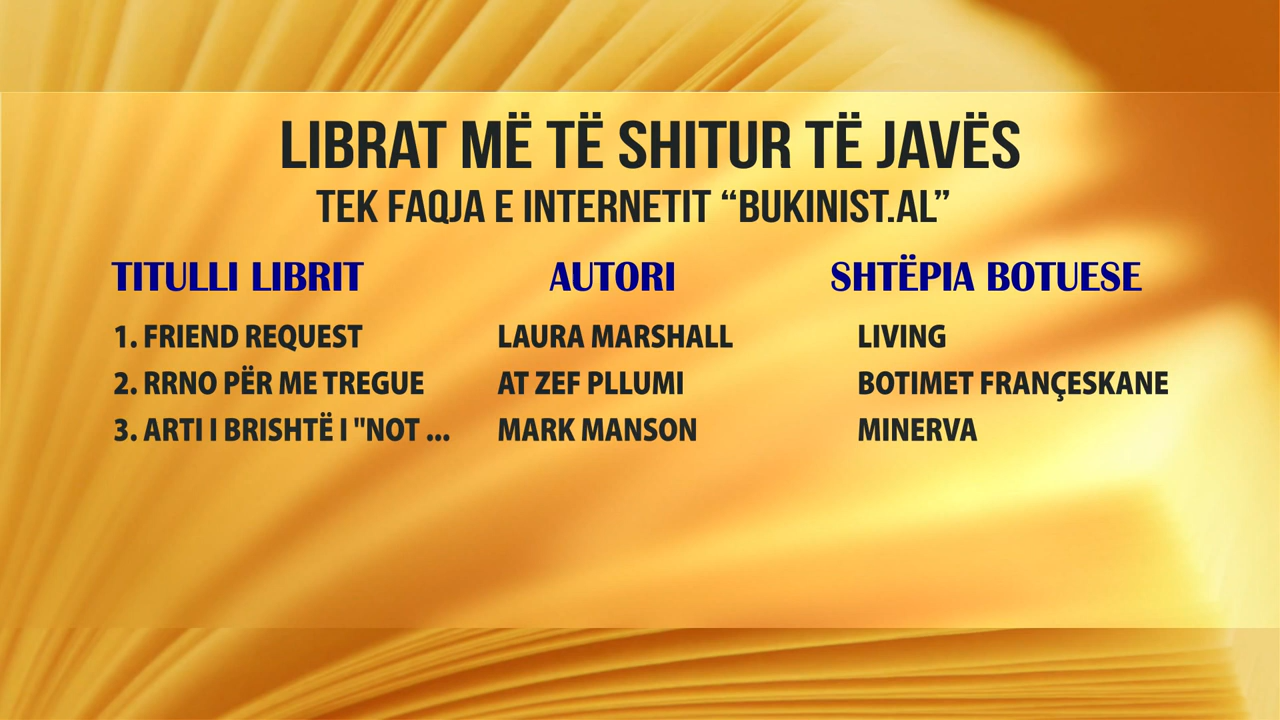 LIBRAT MË TË SHITUR TË JAVËS
TEK FAQJA E INTERNETIT “BUKINIST.AL”
TITULLI LIBRIT AUTORI SHTËPIA BOTUESE
1. FRIEND REQUEST LAURA MARSHALL LIVING
2. RRNO PËR ME TREGUE AT ZEF PLLUMI BOTIMET FRANÇESKANE
3. ARTI I BRISHTË I "NOT ... MARK MANSON MINERVA